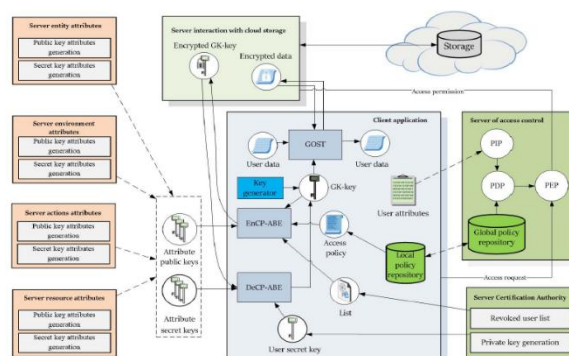 Server entity attributes
Public key attributes
generation
Secret key attributes
generation
Server environment
attributes
Public key attributes
generation
Secret key attributes
generation
Server actions attributes
Public key attributes
generation
Secret key attributes
generation
Server resource attributes
Public key attributes
generation
Secret key attributes
generation
Attribute
public keys
Attribute
secret keys
Server interaction with cloud storage
Encrypted GK-key
Encrypted data
Storage
Access permission
Client application
User data
GOST
User data
Key
generator
GK-key
User attributes
EnCP-ABE
Access
policy
Local
policy
repository
DeCP-ABE
List
User secret key
Server of access control
PIP
PDP
PEP
Global policy
repository
Access request
Server Certification Authority
Revoked user list
Private key generation